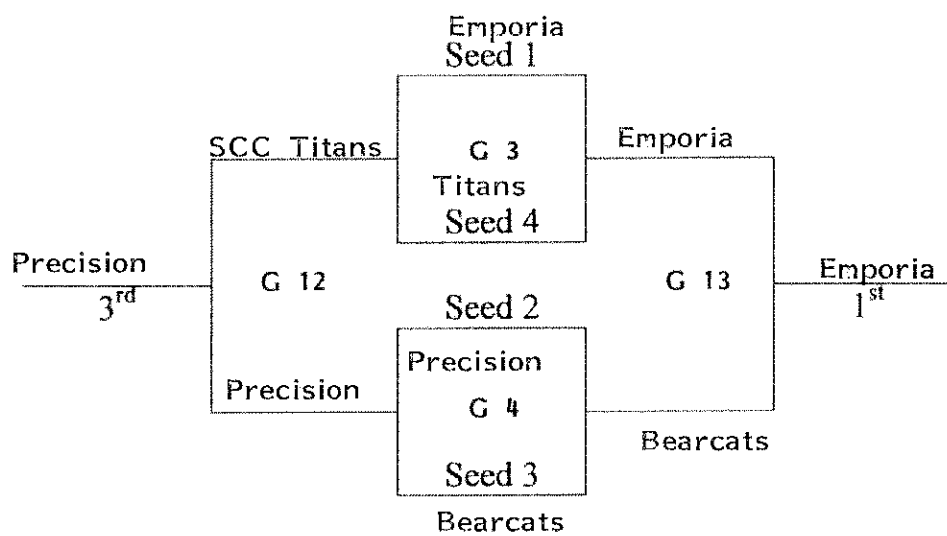 Emporia
Seed 1
SCC Titans
G 3
Emporia
Titans
Seed 4
Precision
3rd
G 12
G 13
Emporia
1st
Seed 2
Precision
Precision
G 4
Bearcats
Seed 3
Bearcats